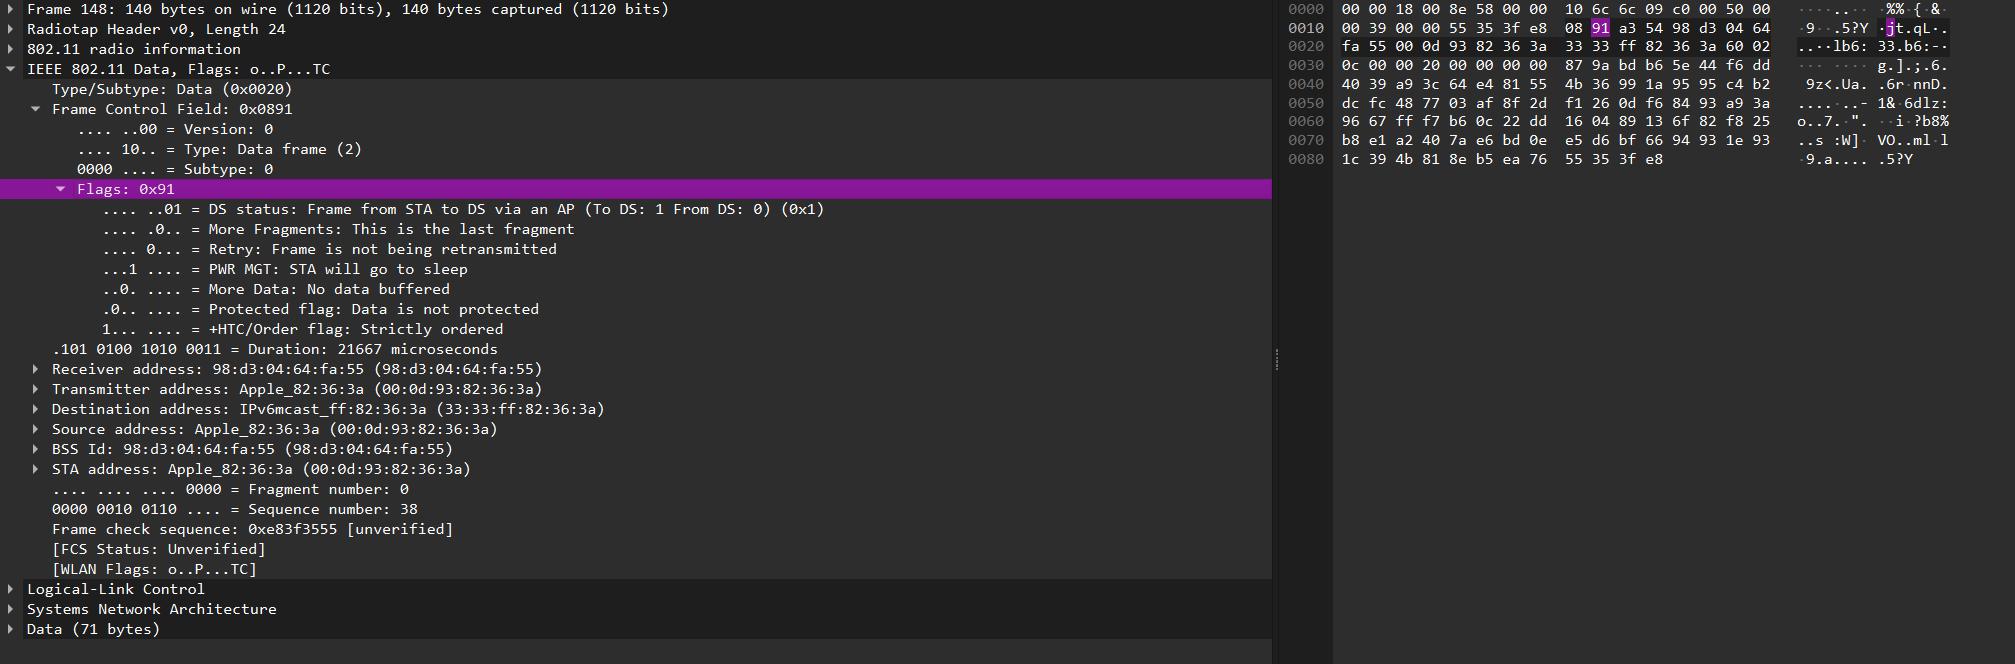 Frame 148: 140 bytes on wire (1120 bits), 140 bytes captured (1120 bits)
Radiotap Header v0, Length 24
802.11 radio information
IEEE 802.11 Data, Flags: o..P...TC
Type/Subtype: Data (0x0020)
Frame Control Field: 0x0891
.... ..00 = Version: 0
.... 10.. = Type: Data frame (2)
0000 .... = Subtype: 0
Flags: 0x91
.... ..01 = DS status: Frame from STA to DS via an AP (To DS: 1 From DS: 0) (0x1)
.... .0.. = More Fragments: This is the last fragment
.... 0... = Retry: Frame is not being retransmitted
...1 .... = PWR MGT: STA will go to sleep
..0. .... = More Data: No data buffered
.0.. .... = Protected flag: Data is not protected
1... .... = +HTC/Order flag: Strictly ordered
.101 0100 1010 0011 = Duration: 21667 microseconds
Receiver address: 98:d3:04:64:fa:55 (98:d3:04:64:fa:55)
Transmitter address: Apple_82:36:3a (00:0d:93:82:36:3a)
Destination address: IPv6mcast_ff:82:36:3a (33:33:ff:82:36:3a)
Source address: Apple_82:36:3a (00:0d:93:82:36:3a)
BSS Id: 98:d3:04:64:fa:55 (98:d3:04:64:fa:55)
STA address: Apple_82:36:3a (00:0d:93:82:36:3a)
.... .... .... 0000 = Fragment number: 0
0000 0010 0110 .... = Sequence number: 38
Frame check sequence: 0xe83f3555 [unverified]
[FCS Status: Unverified]
[WLAN Flags: o..P...TC]
Logical-Link Control
Systems Network Architecture
Data (71 bytes)
0000 00 00 18 00 8e 58 00 00 10 6c 6c 09 c0 00 50 00 ·····.·· ·%%·{·&
0010 00 39 00 00 55 35 3f e8 08 91 a3 54 98 d3 04 64 ·9··.5?Y ·jt.qL·.
0020 fa 55 00 0d 93 82 36 3a 33 33 ff 82 36 3a 60 02 ..··lb6: 33.b6:-·
0030 0c 00 00 20 00 00 00 00 87 9a bd b6 5e 44 f6 dd ········ g.].;.6.
0040 40 39 a9 3c 64 e4 81 55 4b 36 99 1a 95 95 c4 b2 9z<.Ua. .6r·nnD.
0050 dc fc 48 77 03 af 8f 2d f1 26 0d f6 84 93 a9 3a ....·..- 1&·6dlz:
0060 96 67 ff f7 b6 0c 22 dd 16 04 89 13 6f 82 f8 25 o..7.·". ··i·?b8%
0070 b8 e1 a2 40 7a e6 bd 0e e5 d6 bf 66 94 93 1e 93 ..s :W]· VO..ml·l
0080 1c 39 4b 81 8e b5 ea 76 55 35 3f e8 ·9.a.... .5?Y